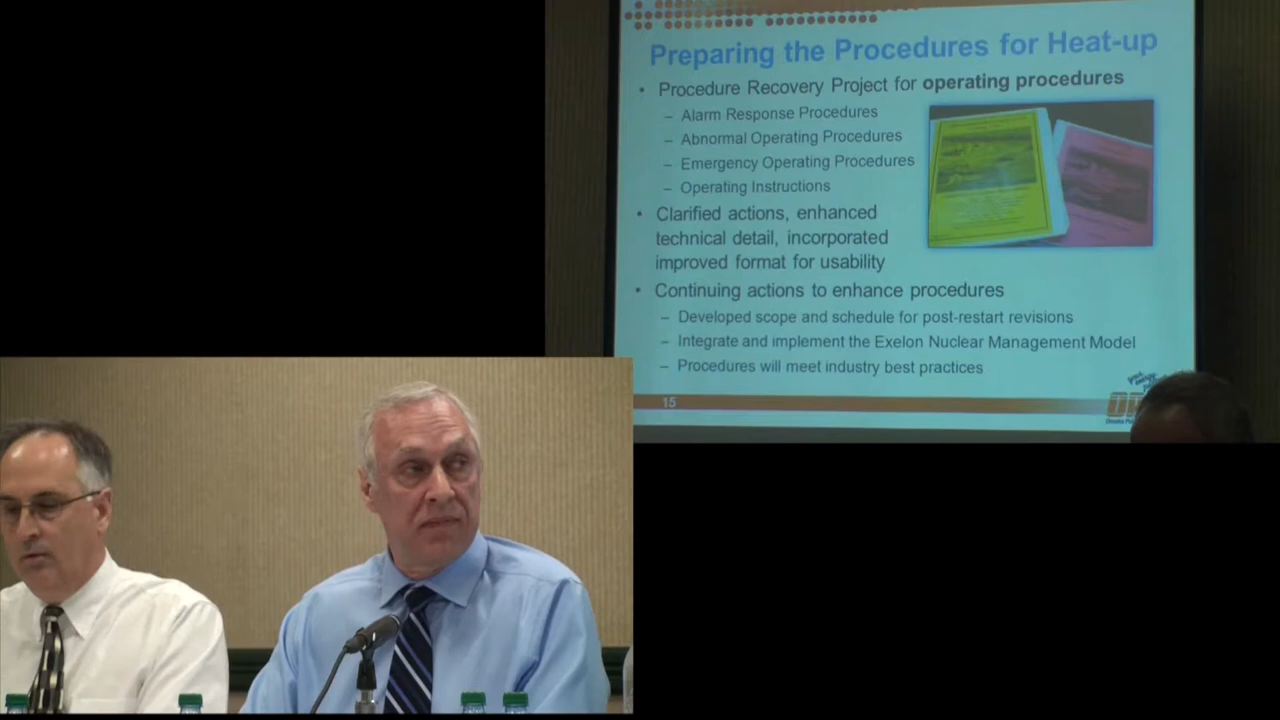 Preparing the Procedures for Heat-up
• Procedure Recovery Project for operating procedures
– Alarm Response Procedures
– Abnormal Operating Procedures
– Emergency Operating Procedures
– Operating Instructions
• Clarified actions, enhanced
technical detail, incorporated
improved format for usability
• Continuing actions to enhance procedures
– Developed scope and schedule for post-restart revisions
– Integrate and implement the Exelon Nuclear Management Model
– Procedures will meet industry best practices
15